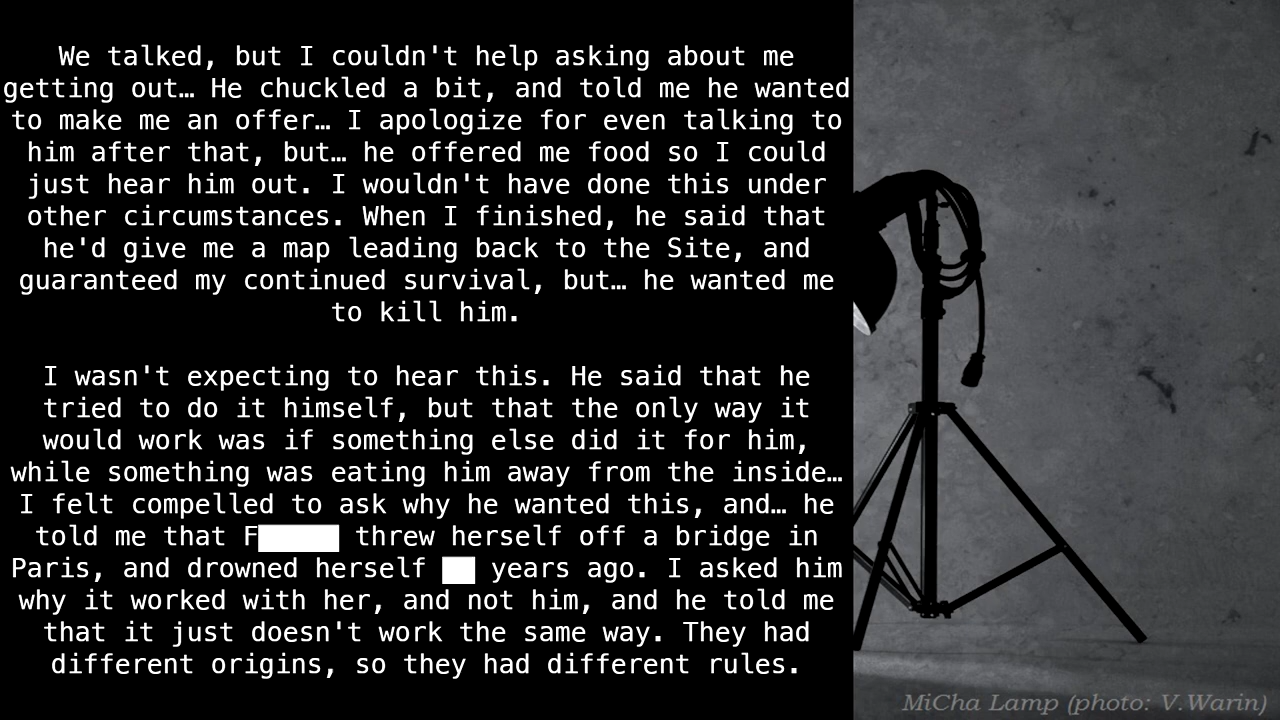 We talked, but I couldn't help asking about me
getting out… He chuckled a bit, and told me he wanted
to make me an offer… I apologize for even talking to
him after that, but… he offered me food so I could
just hear him out. I wouldn't have done this under
other circumstances. When I finished, he said that
he'd give me a map leading back to the Site, and
guaranteed my continued survival, but… he wanted me
to kill him.
I wasn't expecting to hear this. He said that he
tried to do it himself, but that the only way it
would work was if something else did it for him,
while something was eating him away from the inside…
I felt compelled to ask why he wanted this, and… he
told me that F█████ threw herself off a bridge in
Paris, and drowned herself ██ years ago. I asked him
why it worked with her, and not him, and he told me
that it just doesn't work the same way. They had
different origins, so they had different rules.
MiCha Lamp (photo: V.Warin)